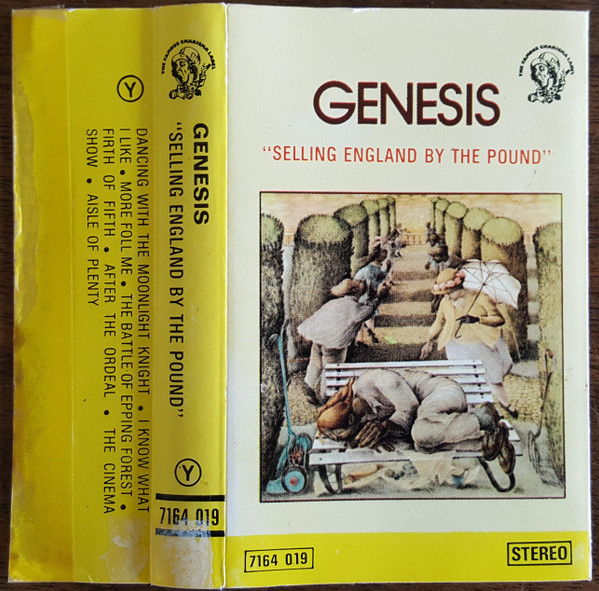 THE FAMOUS CHARISMA LABEL
GENESIS
"SELLING ENGLAND BY THE POUND"
7164 019
STEREO
THE FAMOUS CHARISMA LABEL
GENESIS
"SELLING ENGLAND BY THE POUND"
Y
7164 019
Y
DANCING WITH THE MOONLIGHT KNIGHT • I KNOW WHAT
I LIKE • MORE FOLL ME • THE BATTLE OF EPPING FOREST •
FIRTH OF FIFTH • AFTER THE ORDEAL • THE CINEMA
SHOW • AISLE OF PLENTY